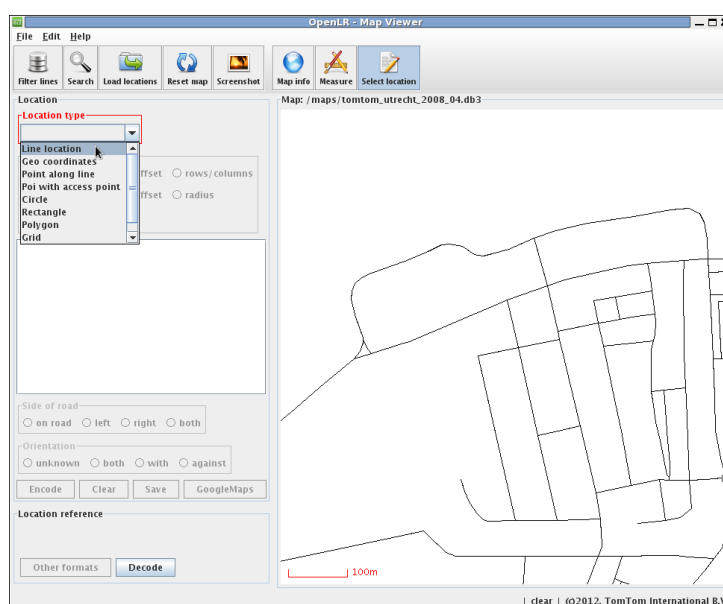 OpenLR - Map Viewer
File Edit Help
Filter lines Search Load locations Reset map Screenshot Map info Measure Select location
Location
Map: /maps/tomtom_utrecht_2008_04.db3
Location type
Line location
Geo coordinates
Point along line
Poi with access point
Circle
Rectangle
Polygon
Grid
ffset rows/columns
ffset radius
Side of road
on road left right both
Orientation
unknown both with against
Encode Clear Save GoogleMaps
Location reference
Other formats Decode
100m
clear | (c)2012, TomTom International B.